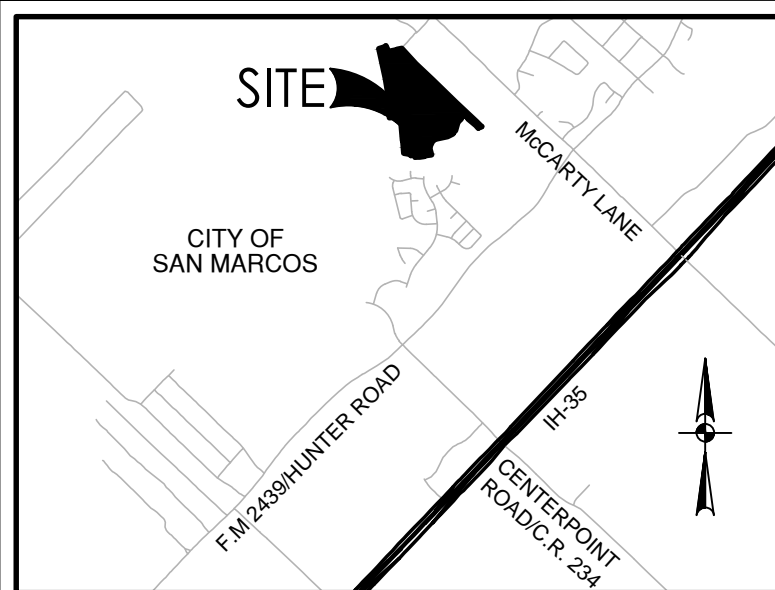 SITE
McCARTY LANE
CITY OF
SAN MARCOS
F.M 2439/HUNTER ROAD
IH-35
CENTERPOINT
ROAD/C.R. 234